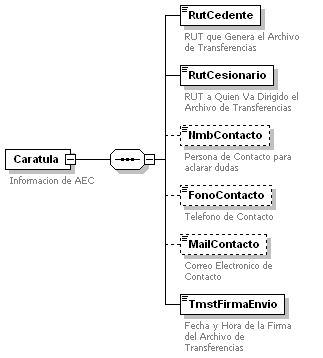 RutCedente
RUT que Genera el Archivo
de Transferencias
RutCesionario
RUT a Quien Va Dirigido el
Archivo de Transferencias
NmbContacto
Persona de Contacto para
aclarar dudas
Caratula
Informacion de AEC
FonoContacto
Telefono de Contacto
MailContacto
Correo Electronico de
Contacto
TmstFirmaEnvio
Fecha y Hora de la Firma
del Archivo de
Transferencias